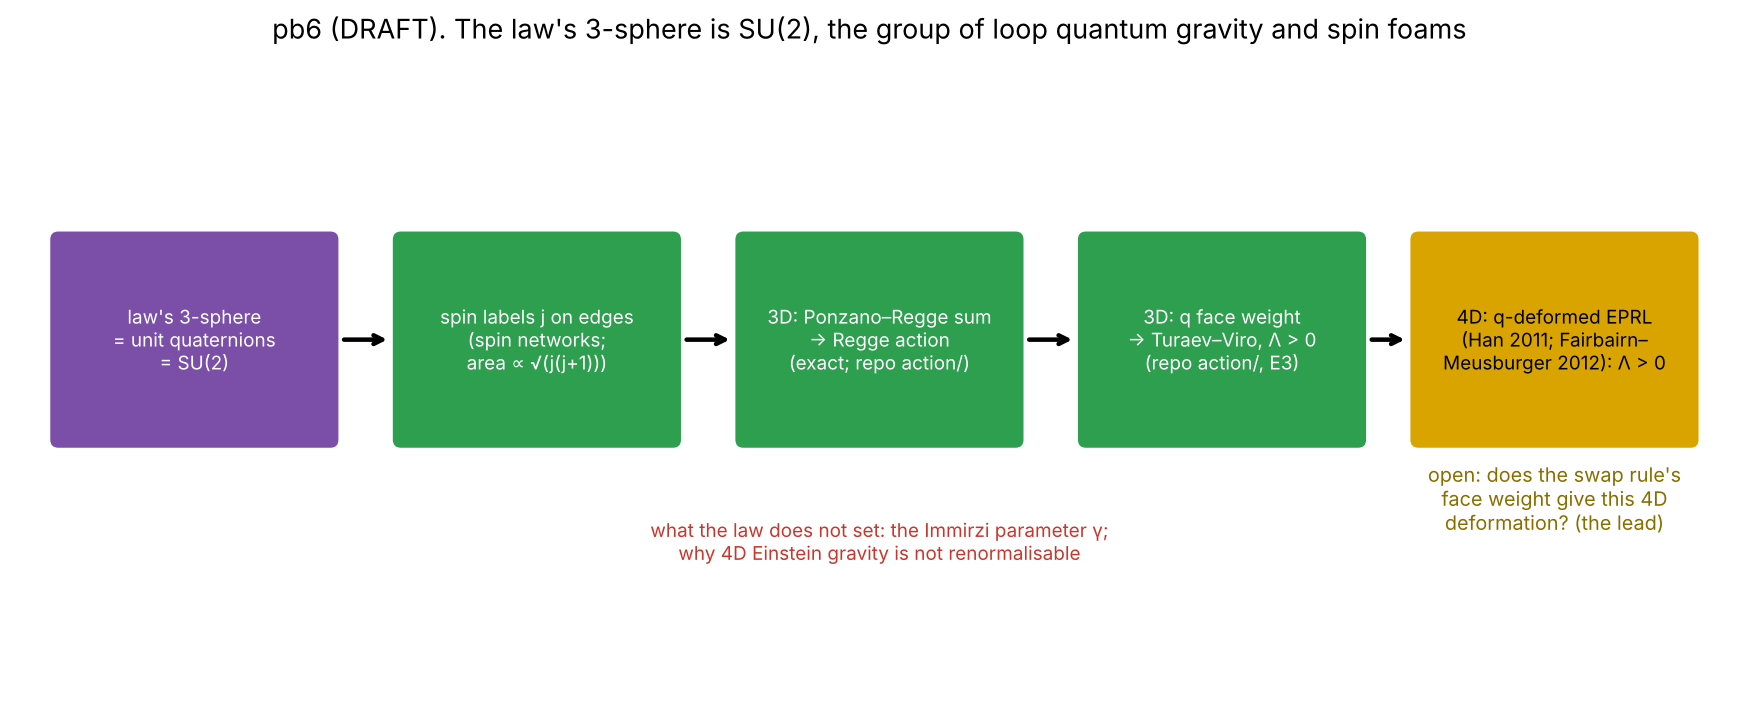 pb6 (DRAFT). The law's 3-sphere is SU(2), the group of loop quantum gravity and spin foams
law's 3-sphere
= unit quaternions
= SU(2)
spin labels j on edges
(spin networks;
area ∝ √(j(j+1)))
3D: Ponzano–Regge sum
→ Regge action
(exact; repo action/)
3D: q face weight
→ Turaev–Viro, Λ > 0
(repo action/, E3)
4D: q-deformed EPRL
(Han 2011; Fairbairn–
Meusburger 2012): Λ > 0
open: does the swap rule's
face weight give this 4D
deformation? (the lead)
what the law does not set: the Immirzi parameter γ;
why 4D Einstein gravity is not renormalisable